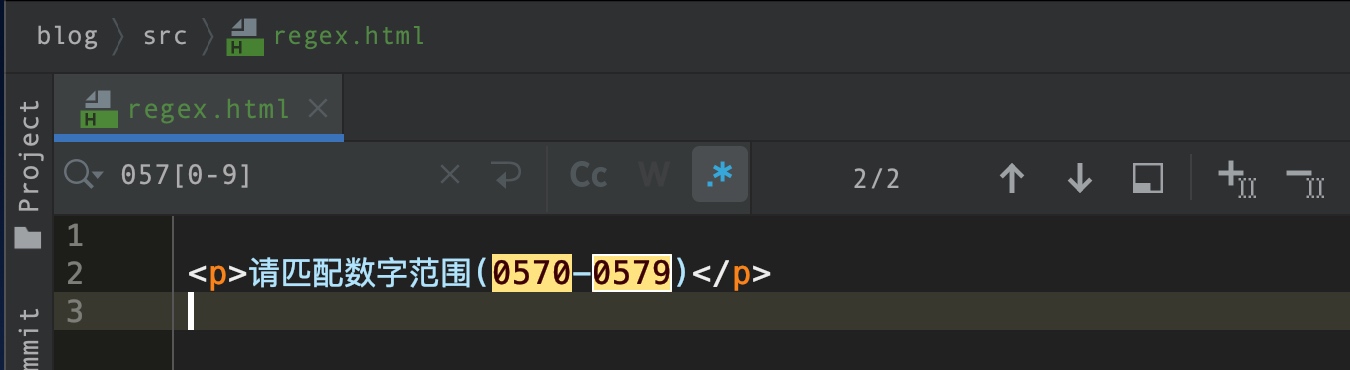 blog 〉 src 〉 regex.html
regex.html
Project
057[0-9]
Cc W .* 2/2
1
2 <p>请匹配数字范围(0570-0579)</p>
3
mmit